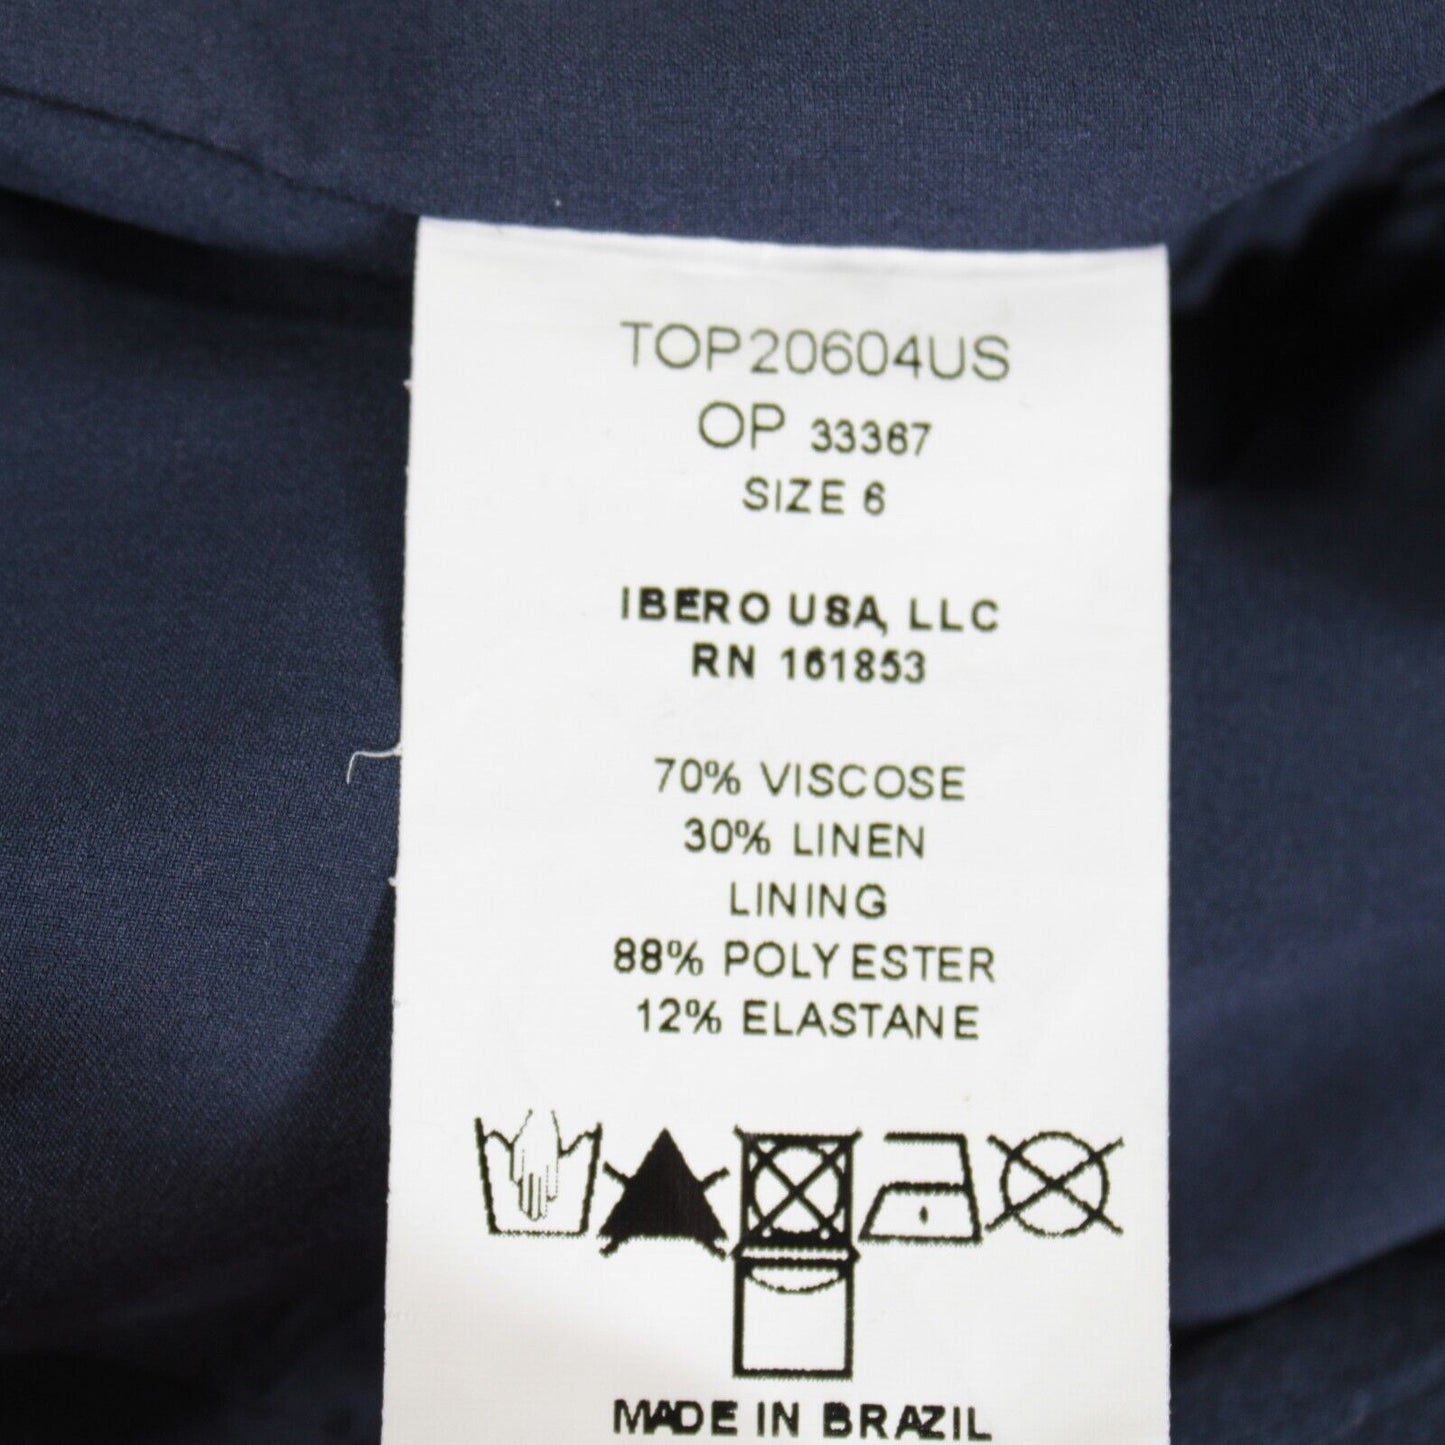 TOP20604US
OP 33367
SIZE 6
IBERO USA, LLC
RN 161853
70% VISCOSE
30% LINEN
LINING
88% POLYESTER
12% ELASTANE
MADE IN BRAZIL